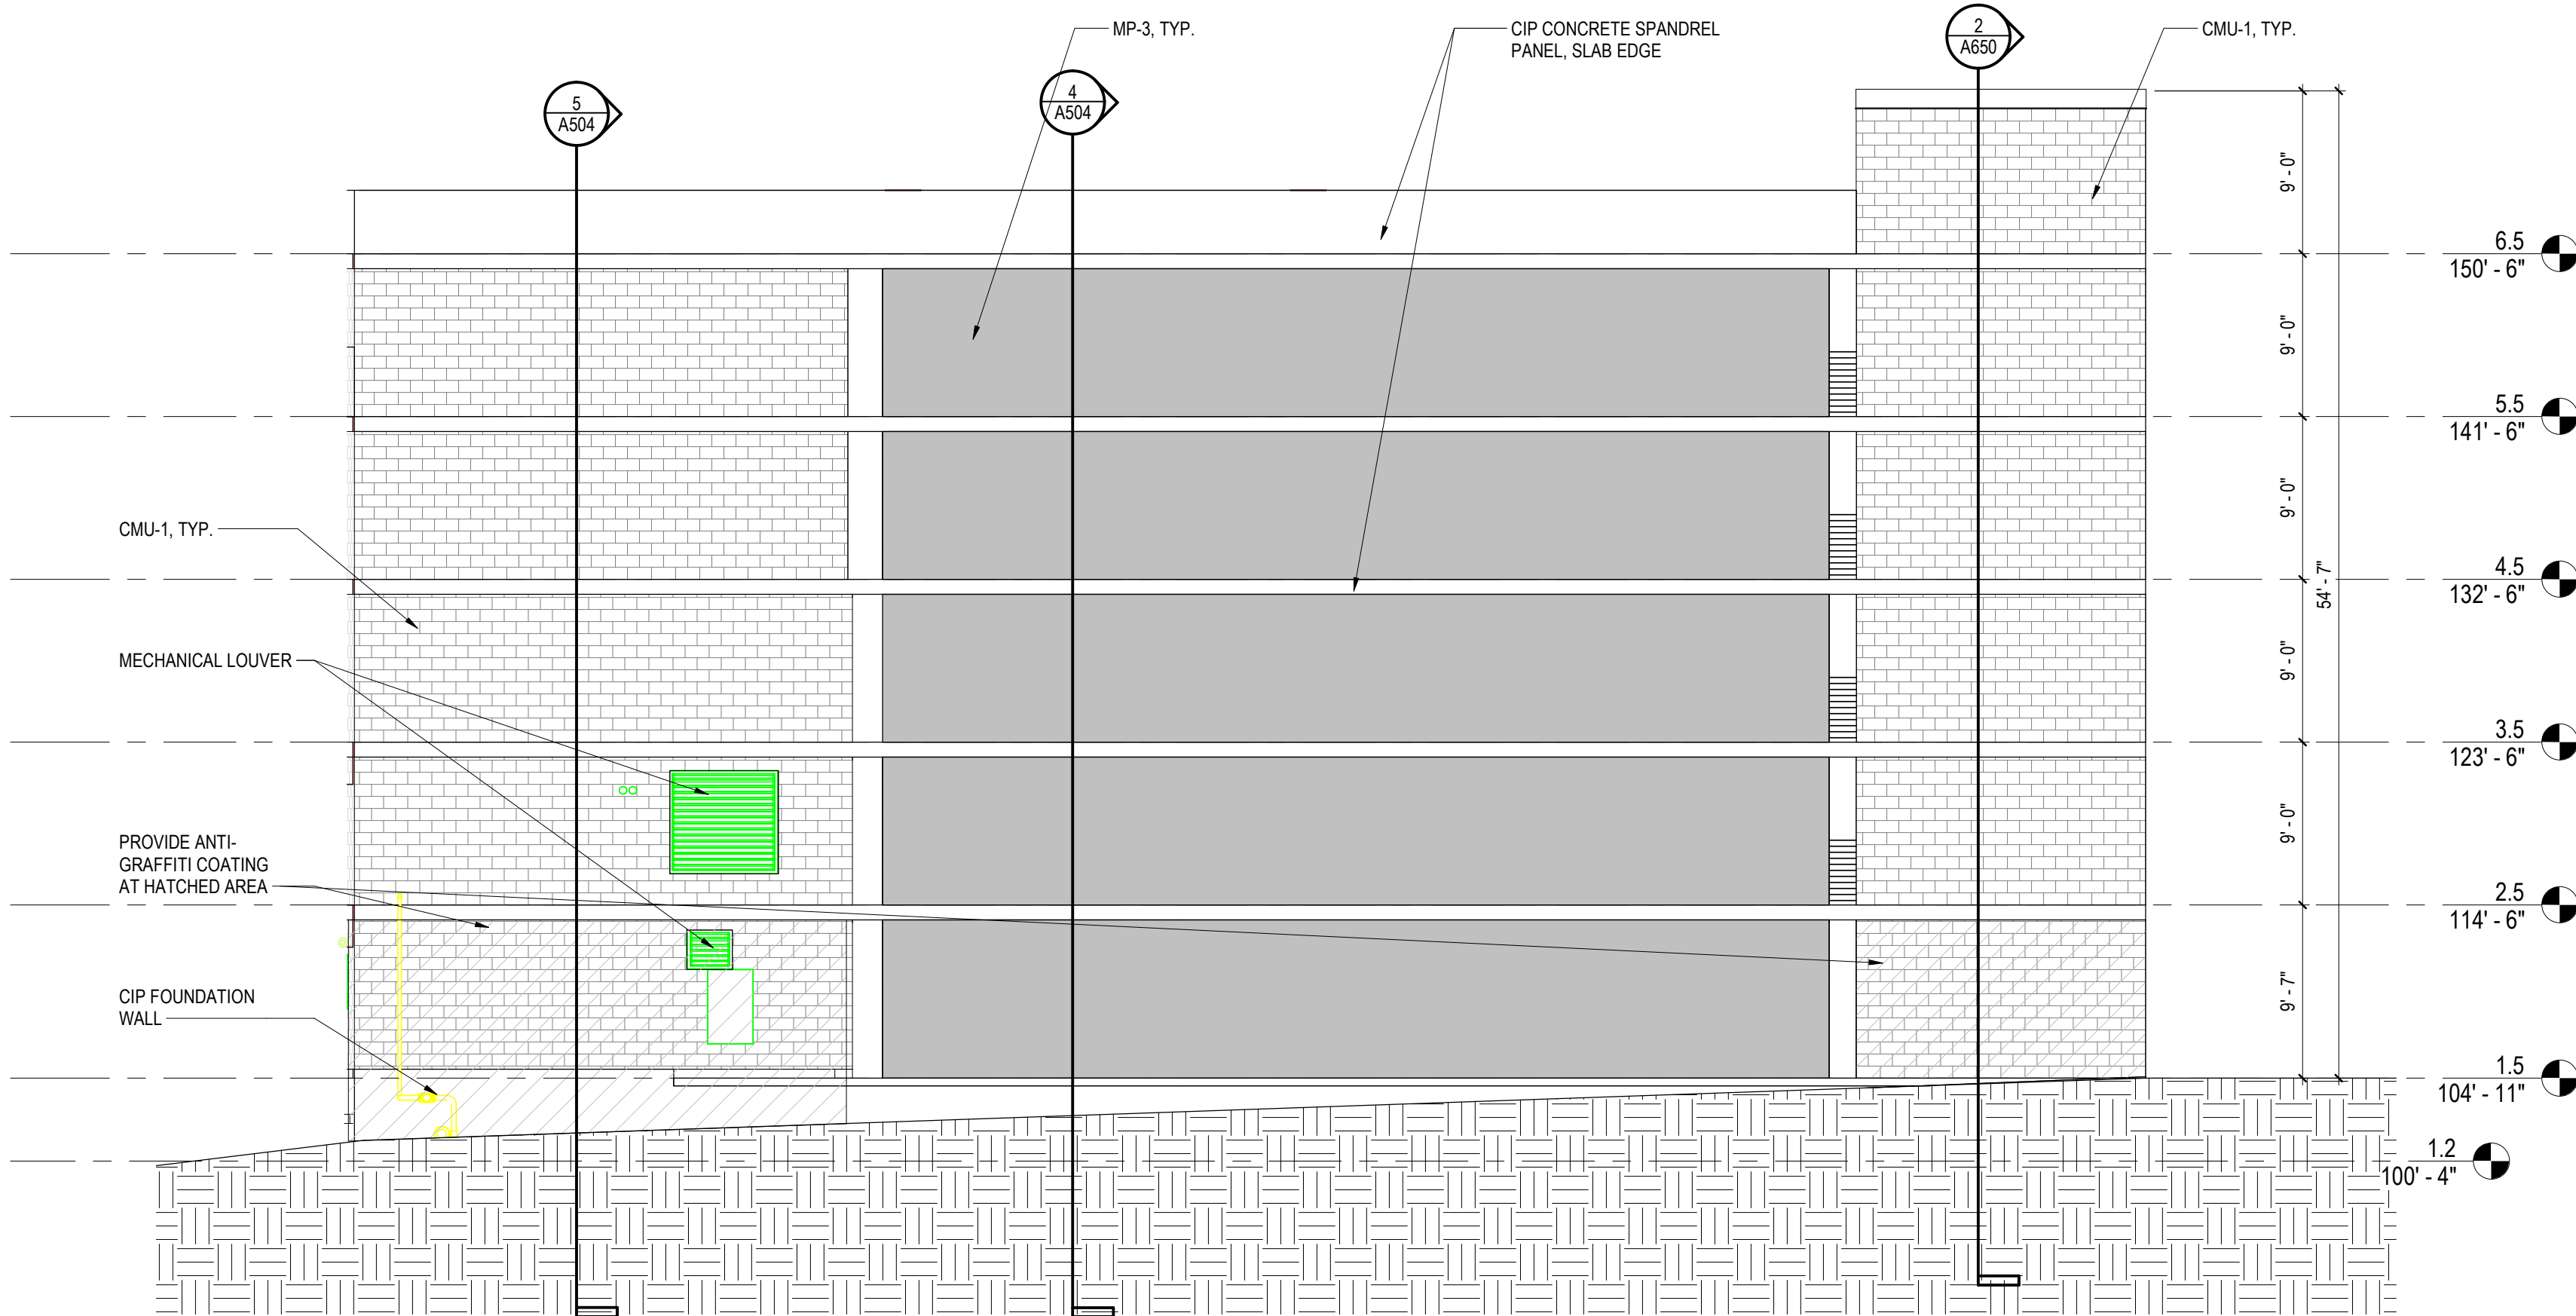 MP-3, TYP.
CIP CONCRETE SPANDREL
PANEL, SLAB EDGE
2
A650
CMU-1, TYP.
5
A504
4
A504
9' - 0"
6.5
150' - 6"
9' - 0"
5.5
141' - 6"
9' - 0"
CMU-1, TYP.
4.5
132' - 6"
54' - 7"
9' - 0"
MECHANICAL LOUVER
3.5
123' - 6"
9' - 0"
PROVIDE ANTI-
GRAFFITI COATING
AT HATCHED AREA
2.5
114' - 6"
9' - 7"
CIP FOUNDATION
WALL
1.5
104' - 11"
1.2
100' - 4"